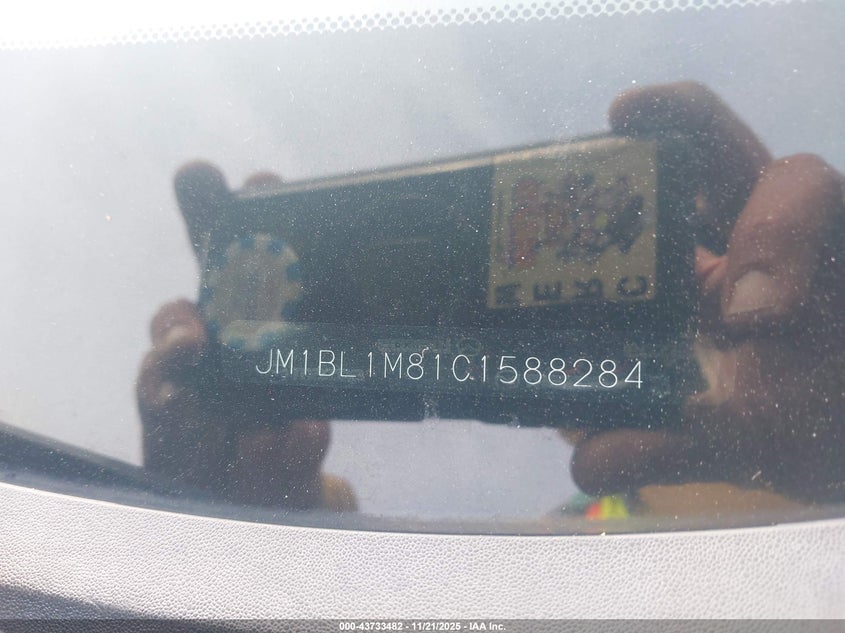 JM1BL1M81C1588284
000-43733482 - 11/21/2025 - IAA Inc.